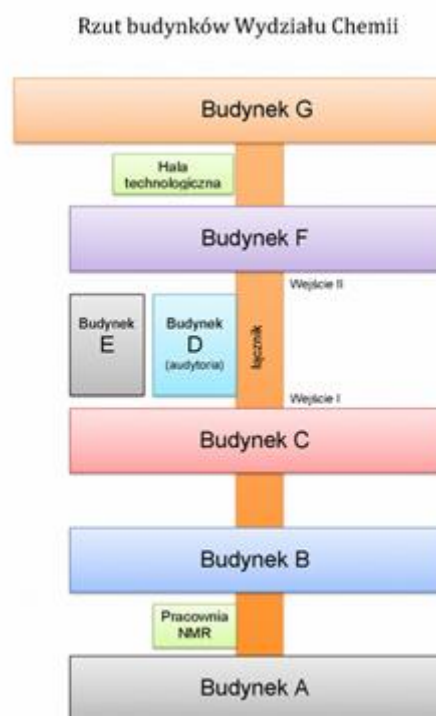 Rzut budynków Wydziału Chemii
Budynek G
Hala
technologiczna
Budynek F
Wejście II
Budynek
E
Budynek
D
(audytoria)
łącznik
Wejście I
Budynek C
Budynek B
Pracownia
NMR
Budynek A